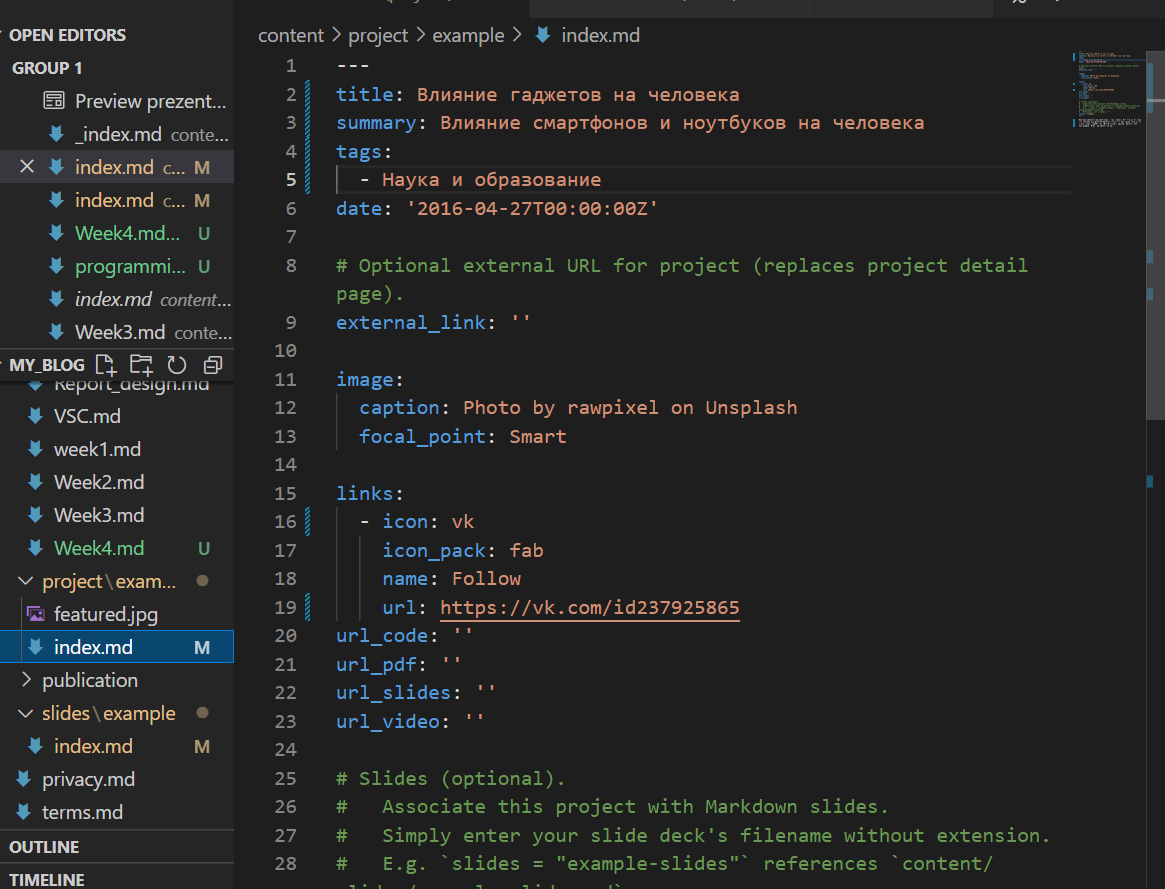 OPEN EDITORS
GROUP 1
Preview prezent...
_index.md conte...
index.md c... M
index.md c... M
Week4.md... U
programmi... U
index.md content...
Week3.md conte...
MY_BLOG
Report_design.md
VSC.md
week1.md
Week2.md
Week3.md
Week4.md U
project\exam...
featured.jpg
index.md M
publication
slides\example
index.md M
privacy.md
terms.md
OUTLINE
TIMELINE
content > project > example > index.md
1 ---
2 title: Влияние гаджетов на человека
3 summary: Влияние смартфонов и ноутбуков на человека
4 tags:
5 - Наука и образование
6 date: '2016-04-27T00:00:00Z'
7
8 # Optional external URL for project (replaces project detail
page).
9 external_link: ''
10
11 image:
12 caption: Photo by rawpixel on Unsplash
13 focal_point: Smart
14
15 links:
16 - icon: vk
17 icon_pack: fab
18 name: Follow
19 url: https://vk.com/id237925865
20 url_code: ''
21 url_pdf: ''
22 url_slides: ''
23 url_video: ''
24
25 # Slides (optional).
26 # Associate this project with Markdown slides.
27 # Simply enter your slide deck's filename without extension.
28 # E.g. `slides = "example-slides"` references `content/